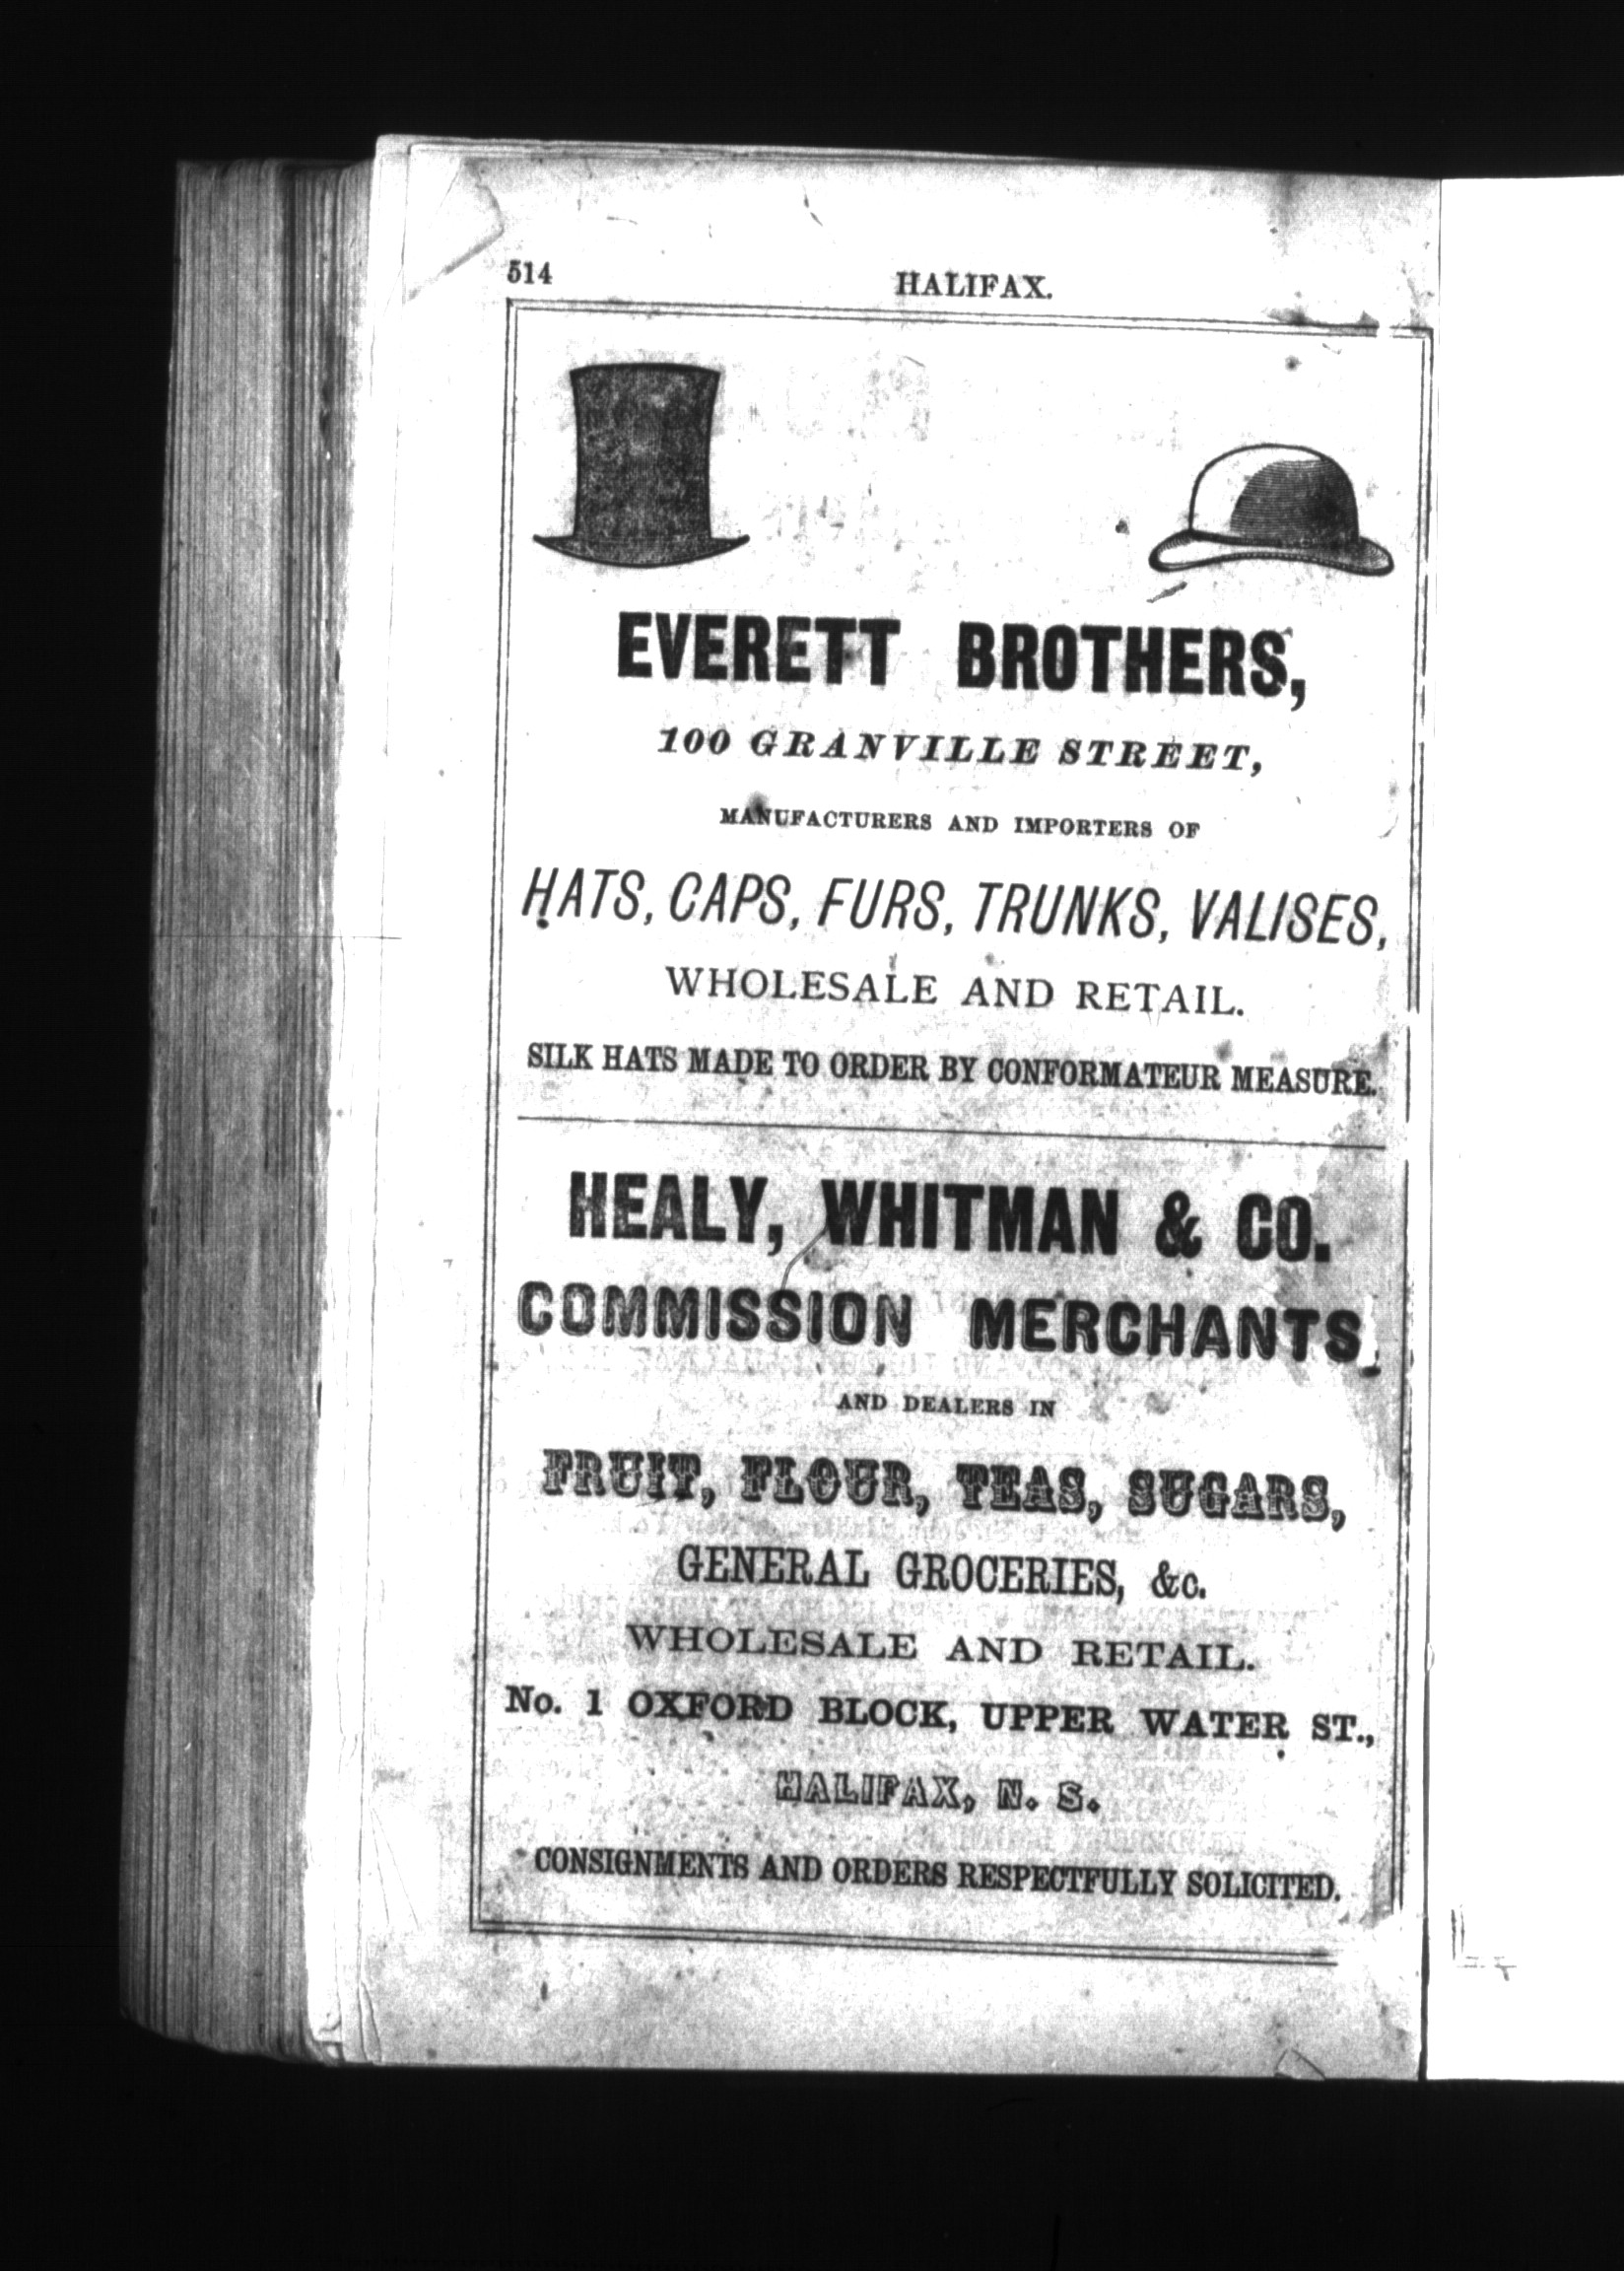 514
HALIFAX.
EVERETT BROTHERS,
100 GRANVILLE STREET,
MANUFACTURERS AND IMPORTERS OF
HATS, CAPS, FURS, TRUNKS, VALISES,
WHOLESALE AND RETAIL.
SILK HATS MADE TO ORDER BY CONFORMATEUR MEASURE.
HEALY, WHITMAN & CO.
COMMISSION MERCHANTS,
AND DEALERS IN
FRUIT, FLOUR, TEAS, SUGARS,
GENERAL GROCERIES, &c.
WHOLESALE AND RETAIL.
No. 1 OXFORD BLOCK, UPPER WATER ST.,
HALIFAX, N. S.
CONSIGNMENTS AND ORDERS RESPECTFULLY SOLICITED.